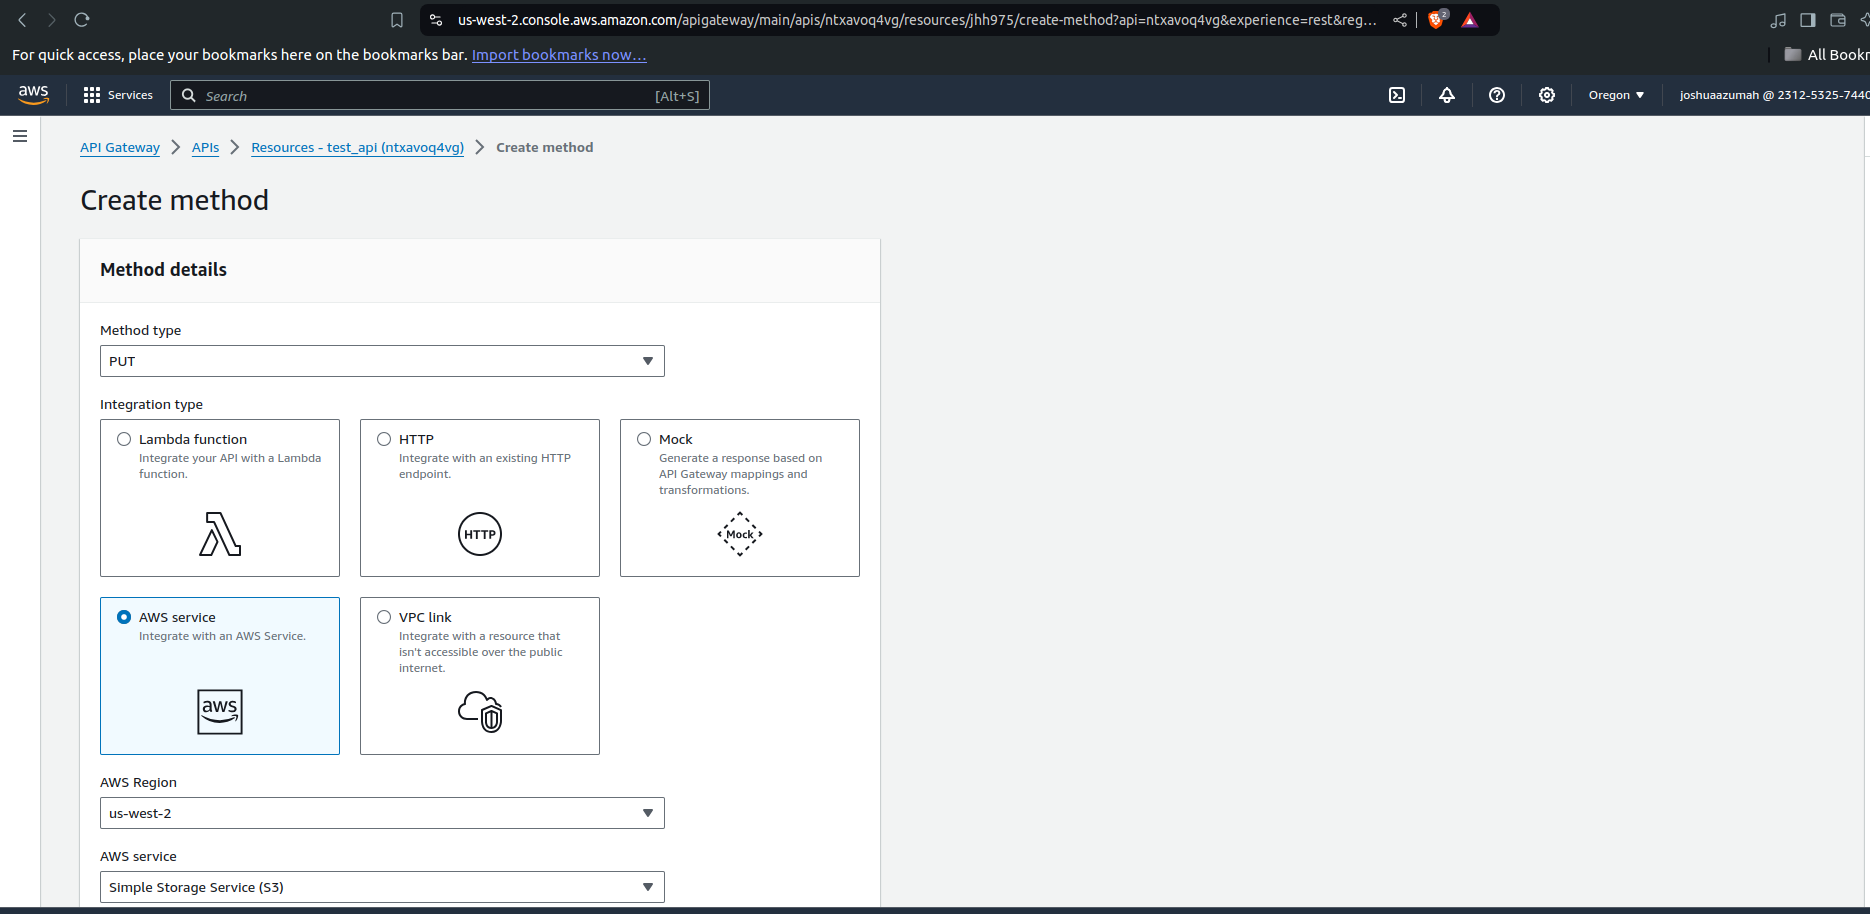 us-west-2.console.aws.amazon.com/apigateway/main/apis/ntxavoq4vg/resources/jhh975/create-method?api=ntxavoq4vg&experience=rest&reg...
2
For quick access, place your bookmarks here on the bookmarks bar. Import bookmarks now...
All Bookr
aws
Services
Search
[Alt+S]
Oregon
joshuaazumah @ 2312-5325-7440
API Gateway
APIs
Resources - test_api (ntxavoq4vg)
Create method
Create method
Method details
Method type
PUT
Integration type
Lambda function
Integrate your API with a Lambda
function.
HTTP
Integrate with an existing HTTP
endpoint.
HTTP
Mock
Generate a response based on
API Gateway mappings and
transformations.
Mock
AWS service
Integrate with an AWS Service.
aws
VPC link
Integrate with a resource that
isn't accessible over the public
internet.
AWS Region
us-west-2
AWS service
Simple Storage Service (S3)